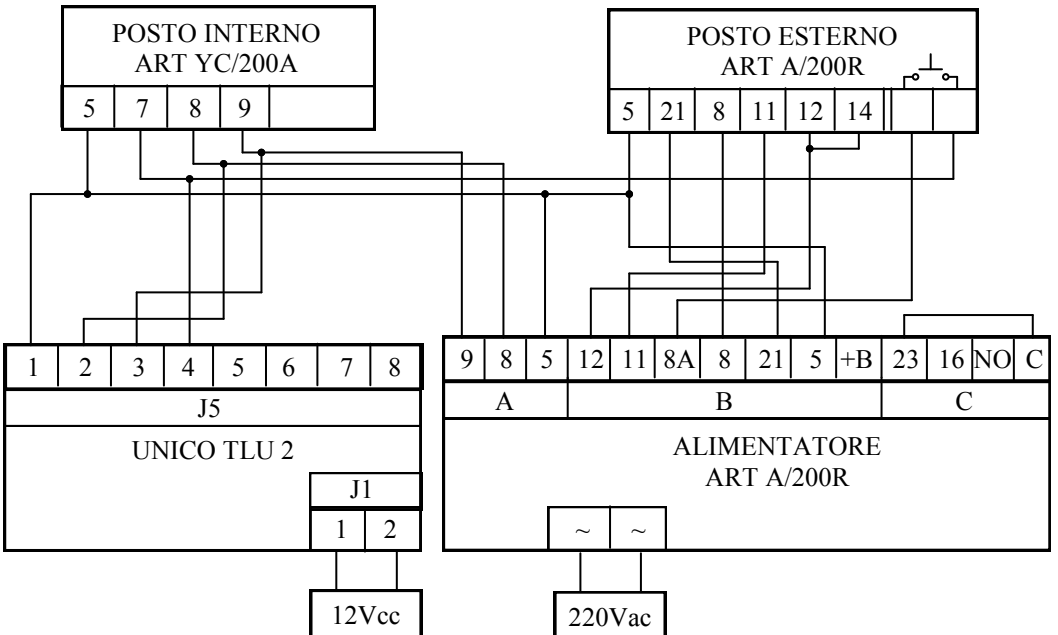 POSTO INTERNO
ART YC/200A
5 7 8 9
POSTO ESTERNO
ART A/200R
5 21 8 11 12 14
1 2 3 4 5 6 7 8
J5
UNICO TLU 2
J1
1 2
12Vcc
9 8 5 12 11 8A 8 21 5 +B 23 16 NO C
A B C
ALIMENTATORE
ART A/200R
~ ~
220Vac